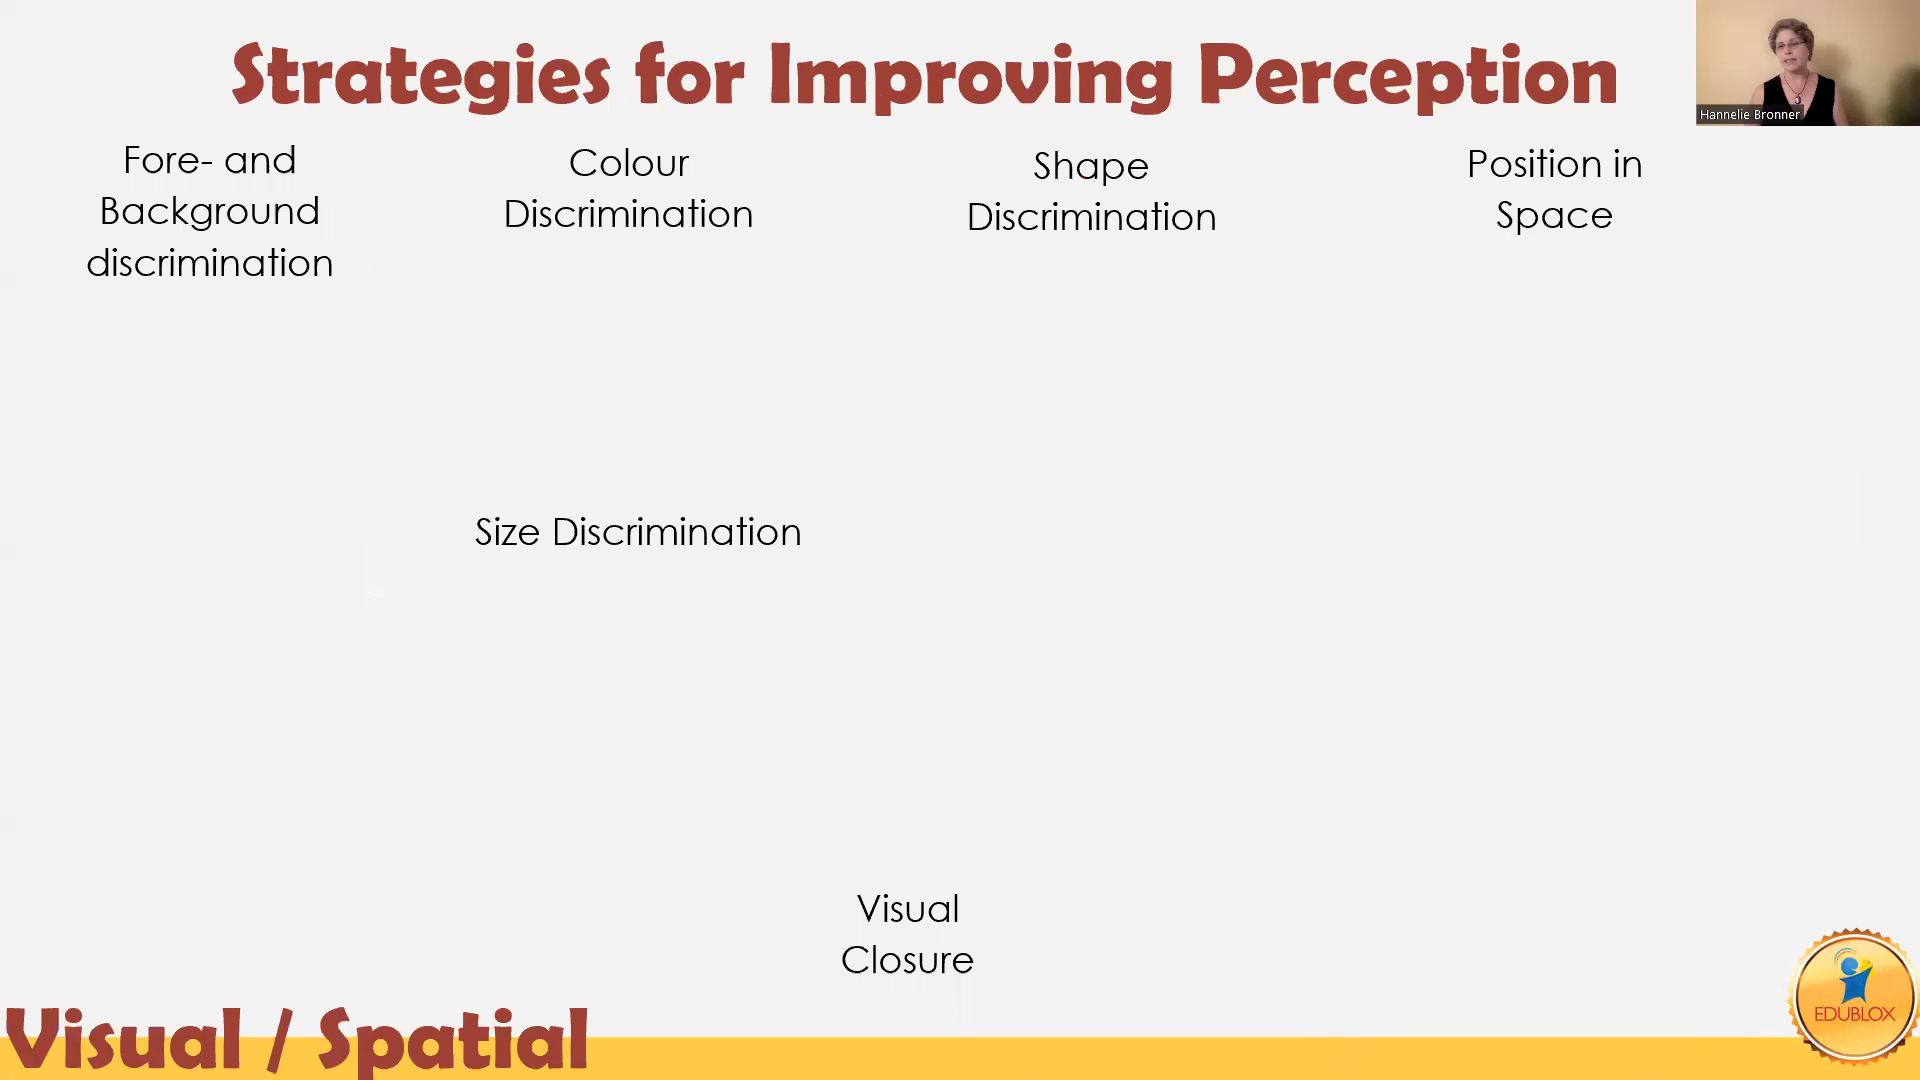 Strategies for Improving Perception
Hannelie Bronner
Fore- and
Background
discrimination
Colour
Discrimination
Shape
Discrimination
Position in
Space
Size Discrimination
Visual
Closure
Visual / Spatial
EDUBLOX